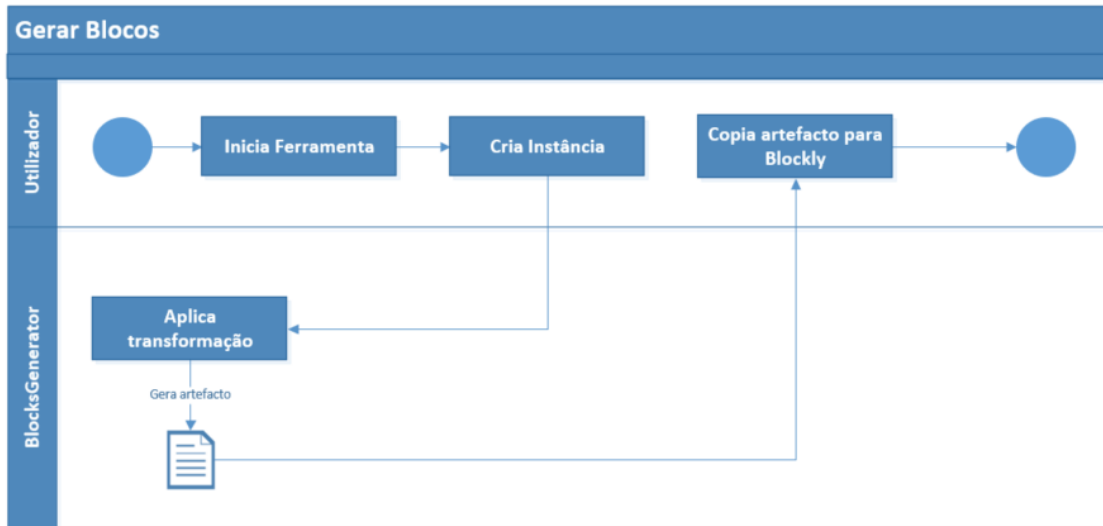 Gerar Blocos
Utilizador
Inicia Ferramenta
Cria Instância
Copia artefacto para
Blockly
BlocksGenerator
Aplica
transformação
Gera artefacto